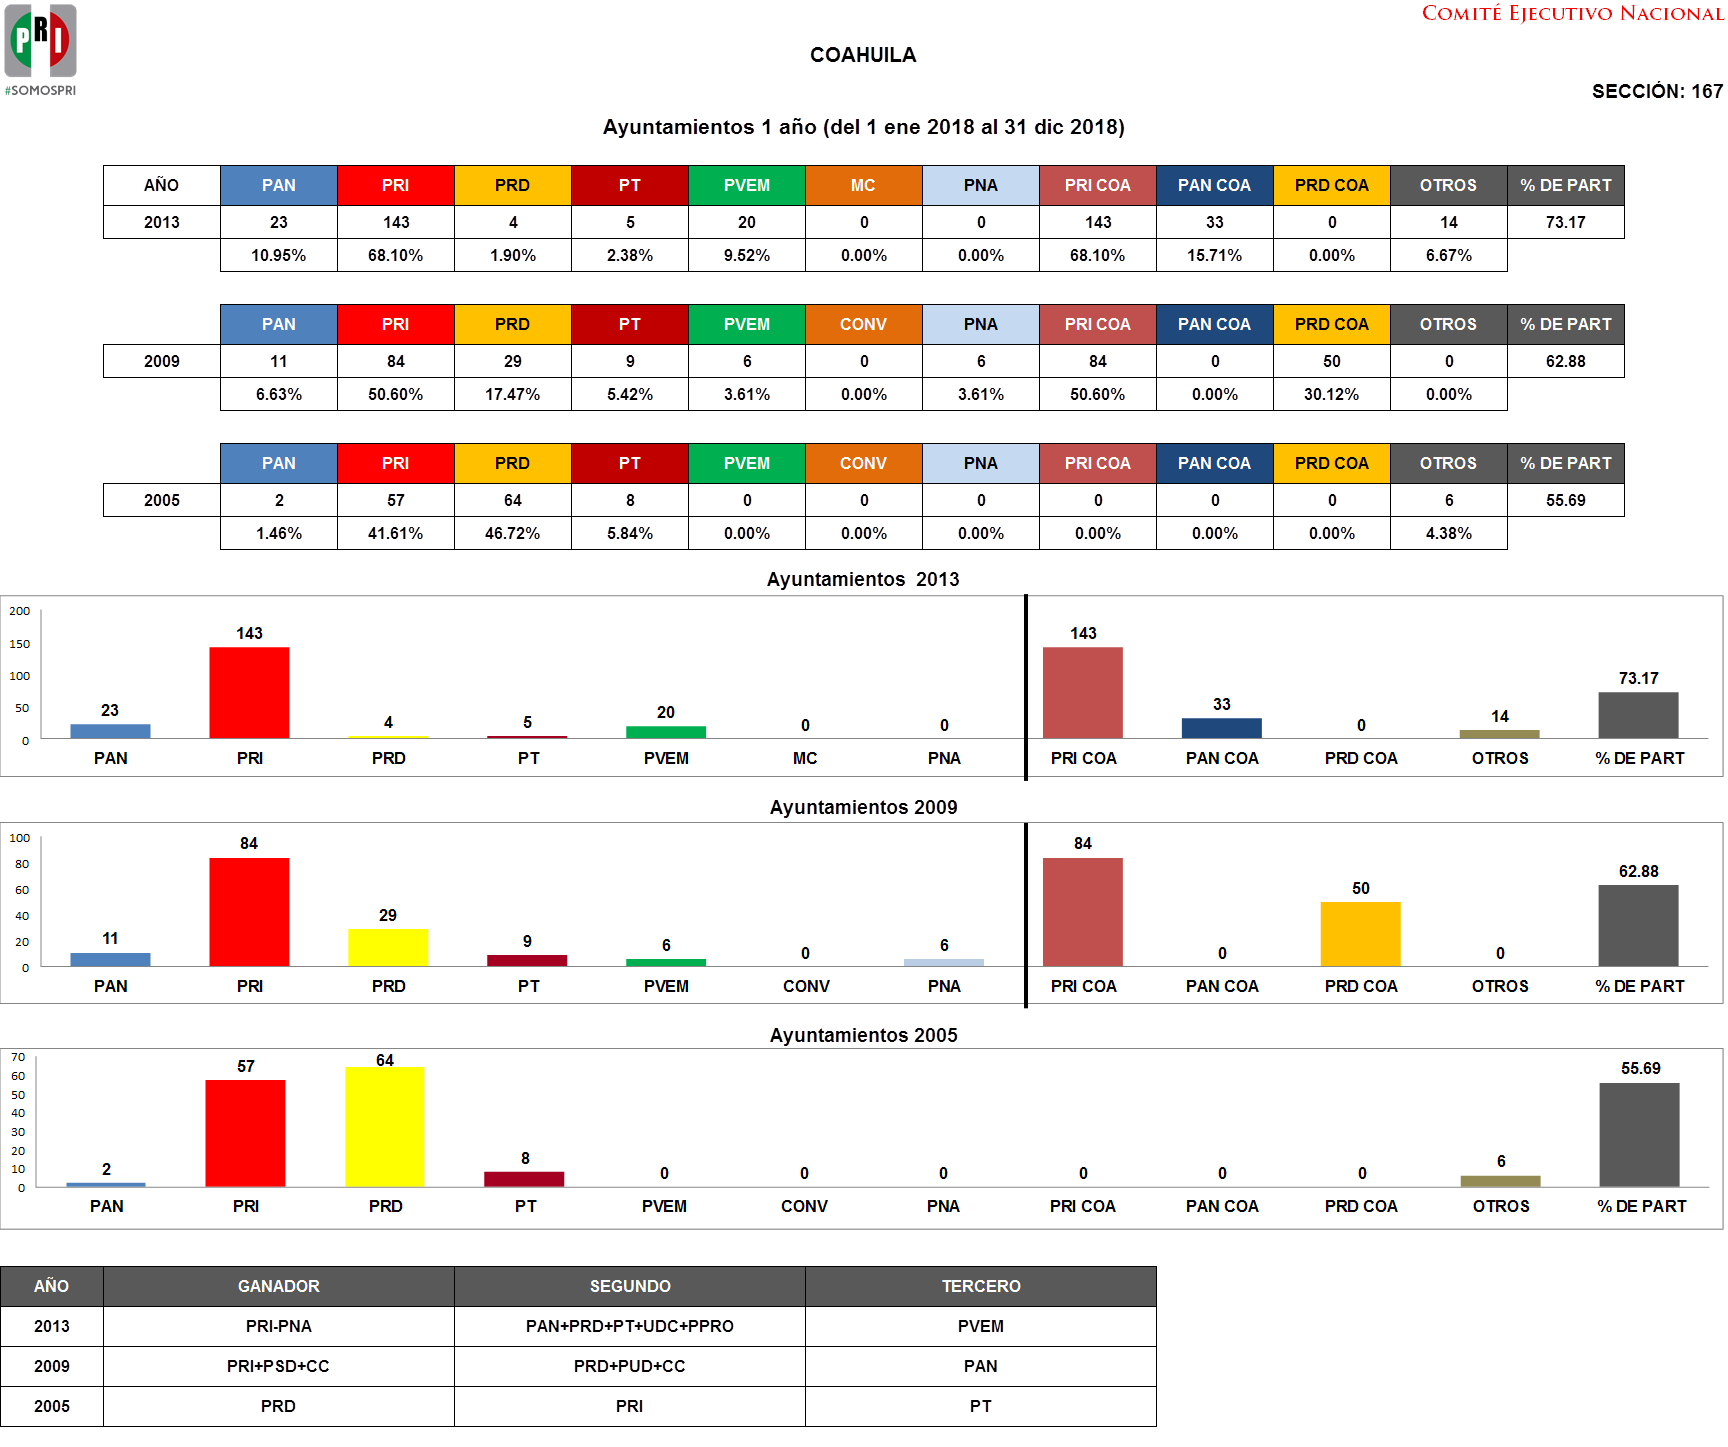 PRI
COMITÉ EJECUTIVO NACIONAL
COAHUILA
#SOMOSPRI
SECCIÓN: 167
Ayuntamientos 1 año (del 1 ene 2018 al 31 dic 2018)
AÑO PAN PRI PRD PT PVEM MC PNA PRI COA PAN COA PRD COA OTROS % DE PART
2013 23 143 4 5 20 0 0 143 33 0 14 73.17
10.95% 68.10% 1.90% 2.38% 9.52% 0.00% 0.00% 68.10% 15.71% 0.00% 6.67%
PAN PRI PRD PT PVEM CONV PNA PRI COA PAN COA PRD COA OTROS % DE PART
2009 11 84 29 9 6 0 6 84 0 50 0 62.88
6.63% 50.60% 17.47% 5.42% 3.61% 0.00% 3.61% 50.60% 0.00% 30.12% 0.00%
PAN PRI PRD PT PVEM CONV PNA PRI COA PAN COA PRD COA OTROS % DE PART
2005 2 57 64 8 0 0 0 0 0 0 6 55.69
1.46% 41.61% 46.72% 5.84% 0.00% 0.00% 0.00% 0.00% 0.00% 0.00% 4.38%
Ayuntamientos 2013
200
150
100
50
0
23 143 4 5 20 0 0 143 33 0 14 73.17
PAN PRI PRD PT PVEM MC PNA PRI COA PAN COA PRD COA OTROS % DE PART
Ayuntamientos 2009
100
80
60
40
20
0
11 84 29 9 6 0 6 84 0 50 0 62.88
PAN PRI PRD PT PVEM CONV PNA PRI COA PAN COA PRD COA OTROS % DE PART
Ayuntamientos 2005
70
60
50
40
30
20
10
0
2 57 64 8 0 0 0 0 0 0 6 55.69
PAN PRI PRD PT PVEM CONV PNA PRI COA PAN COA PRD COA OTROS % DE PART
AÑO GANADOR SEGUNDO TERCERO
2013 PRI-PNA PAN+PRD+PT+UDC+PPRO PVEM
2009 PRI+PSD+CC PRD+PUD+CC PAN
2005 PRD PRI PT